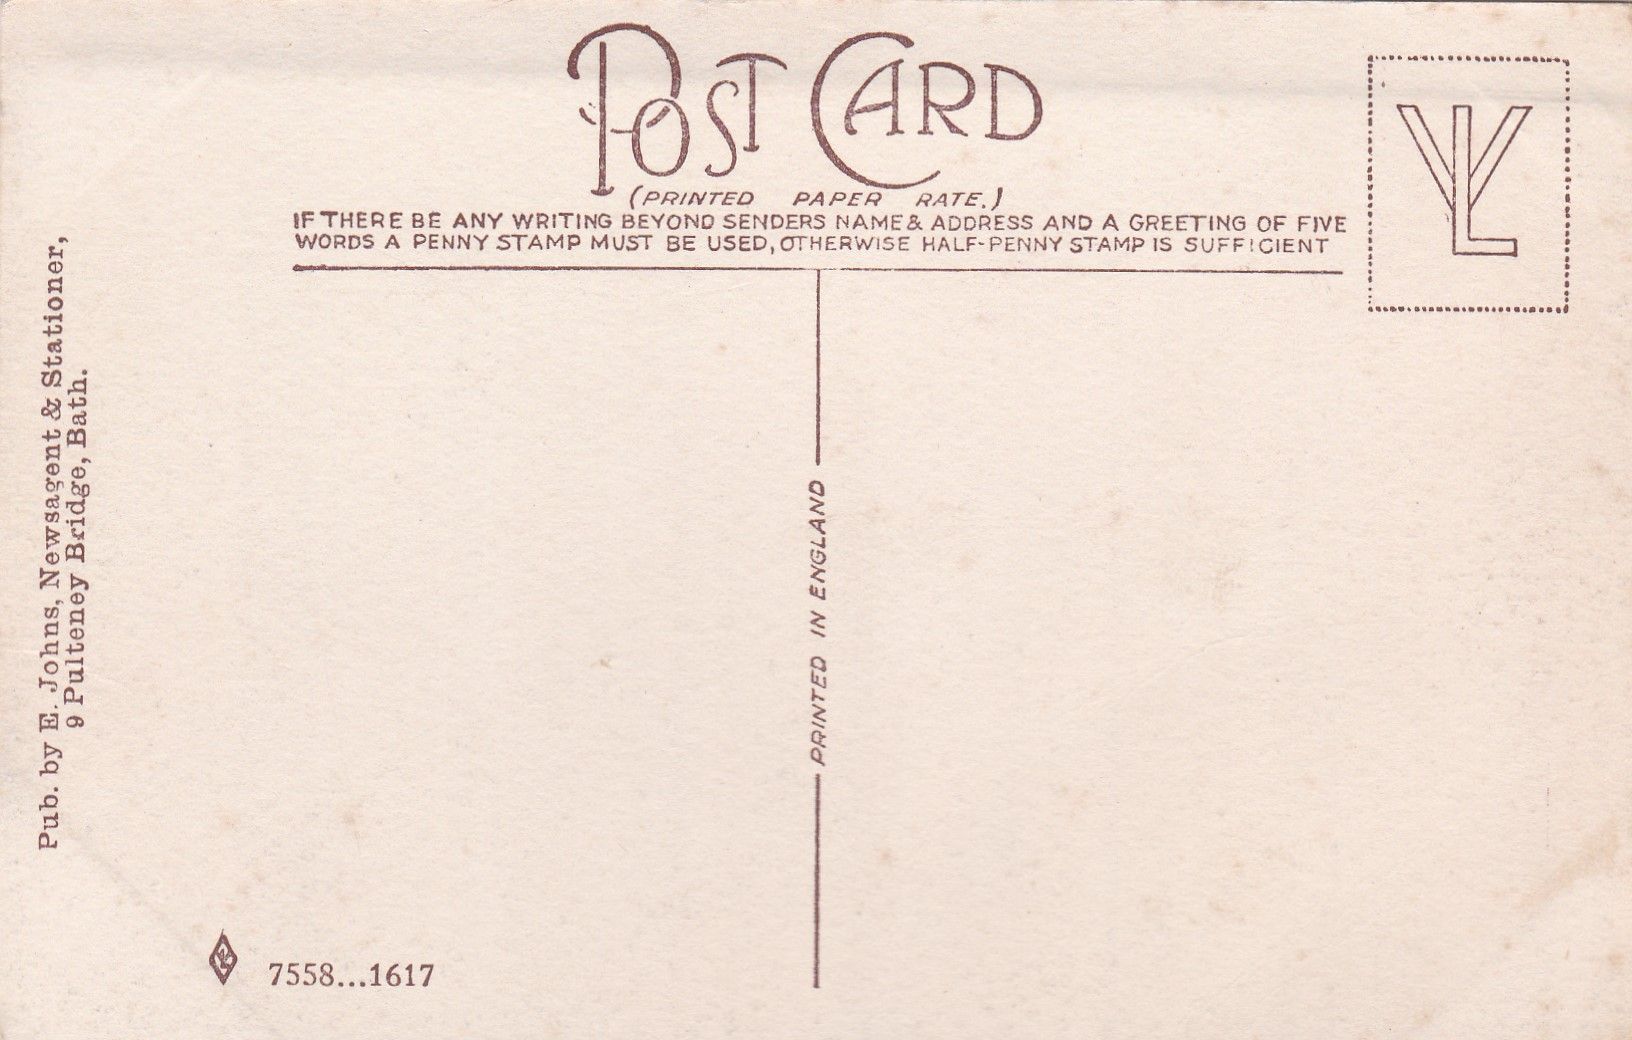 POST CARD
(PRINTED PAPER RATE.)
IF THERE BE ANY WRITING BEYOND SENDERS NAME & ADDRESS AND A GREETING OF FIVE
WORDS A PENNY STAMP MUST BE USED, OTHERWISE HALF-PENNY STAMP IS SUFFICIENT
Pub. by E. Johns, Newsagent & Stationer,
9 Pulteney Bridge, Bath.
PRINTED IN ENGLAND
7558...1617